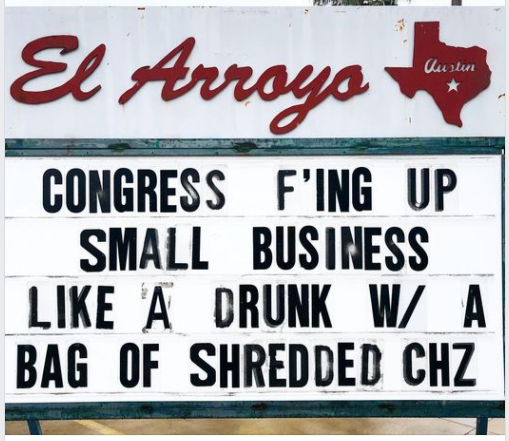 El Arroyo
Austin
CONGRESS F'ING UP
SMALL BUSINESS
LIKE A DRUNK W/ A
BAG OF SHREDDED CHZ